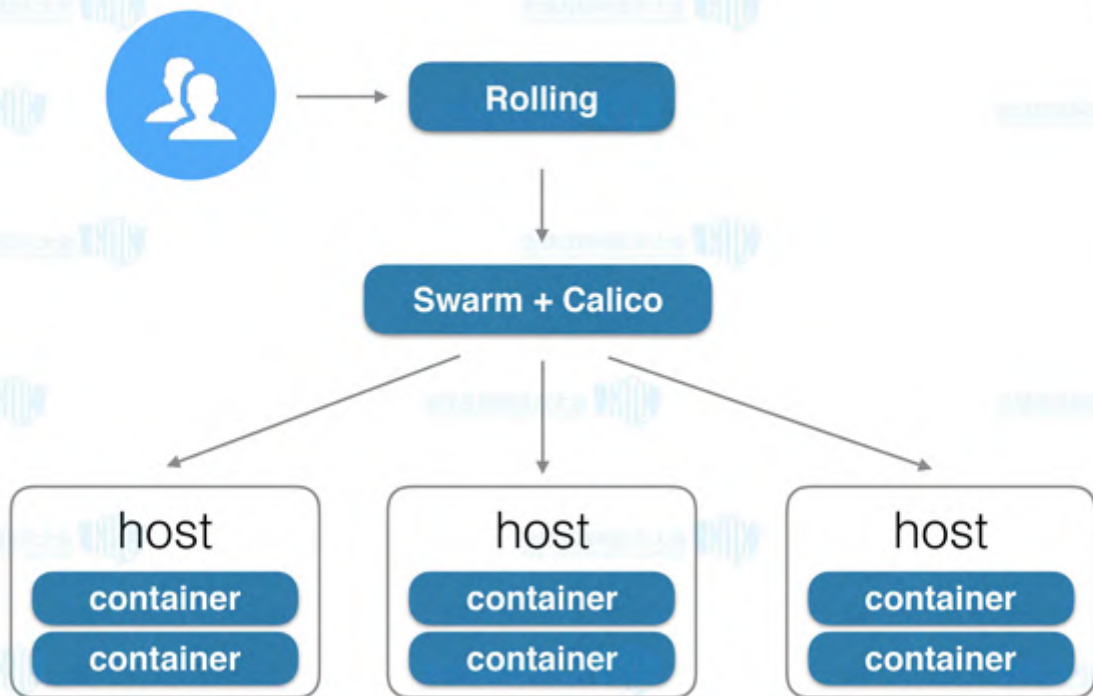 Rolling
Swarm + Calico
host
host
host
container
container
container
container
container
container